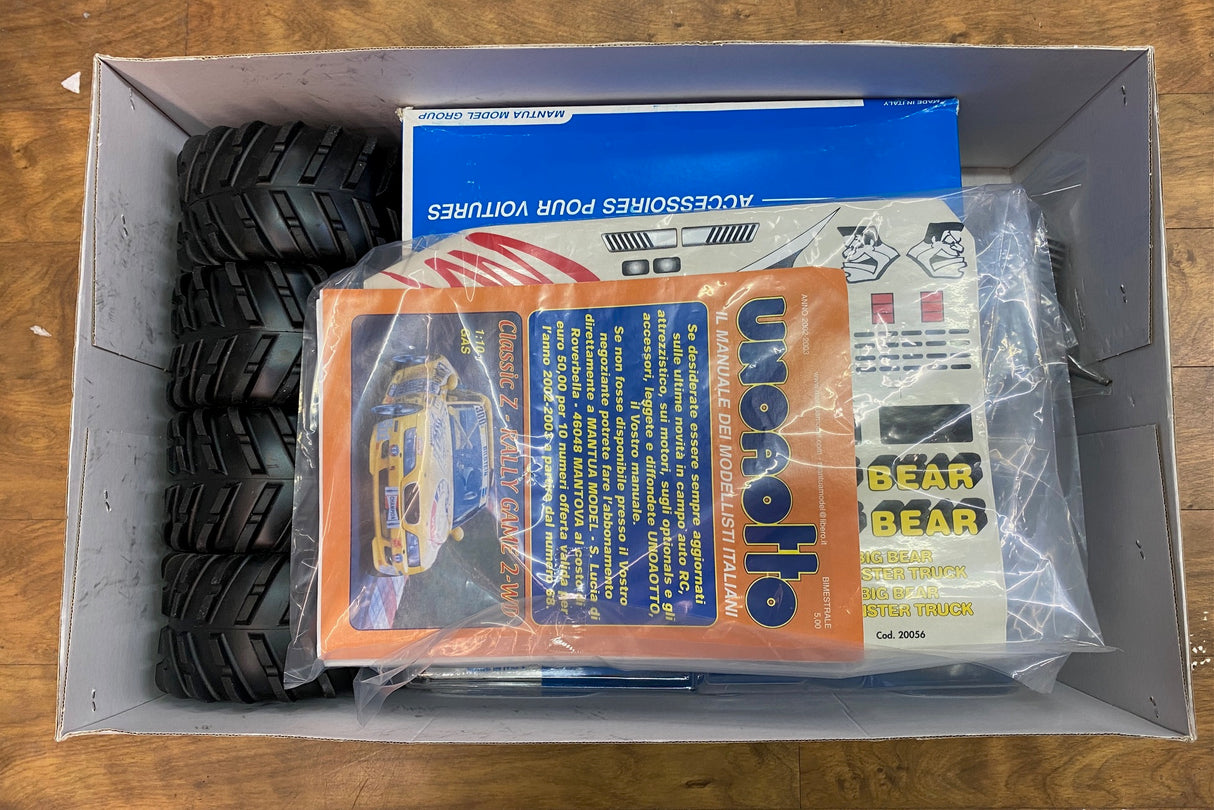 MADE IN ITALY
MANTUA MODEL GROUP
ACCESSOIRES POUR VOITURES
ANNO 2002-2003
BIMESTRALE
5,00
unoaotto
IL MANUALE DEI MODELLISTI ITALIANI
Se desiderate essere sempre aggiornati
sulle ultime novità in campo auto RC,
attrezzistico, sui motori, sugli optionals e gli
accessori, leggete e diffondete UNOAOTTO,
il Vostro manuale.
Se non fosse disponibile presso il Vostro
negoziante potrete fare l'abbonamento
direttamente a MANTUA MODEL - S. Lucia di
Roverbella - 46048 MANTOVA al costo di
euro 50,00 per 10 numeri offerta valida per
l'anno 2002-2003 a partire dal numero 68.
Classic Z - RALLY GAME 2-WD
1:10
GAS
BEAR
BEAR
BIG BEAR
STER TRUCK
BIG BEAR
NSTER TRUCK
Cod. 20056